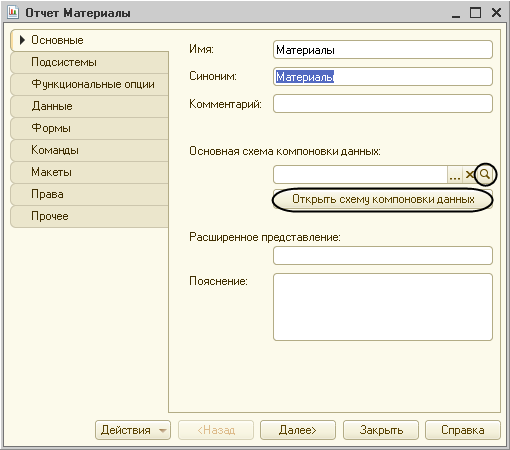 Отчет Материалы
Основные
Подсистемы
Функциональные опции
Данные
Формы
Команды
Макеты
Права
Прочее
Имя: Материалы
Синоним: Материалы
Комментарий:
Основная схема компоновки данных:
...
Открыть схему компоновки данных
Расширенное представление:
Пояснение:
Действия <Назад Далее> Закрыть Справка